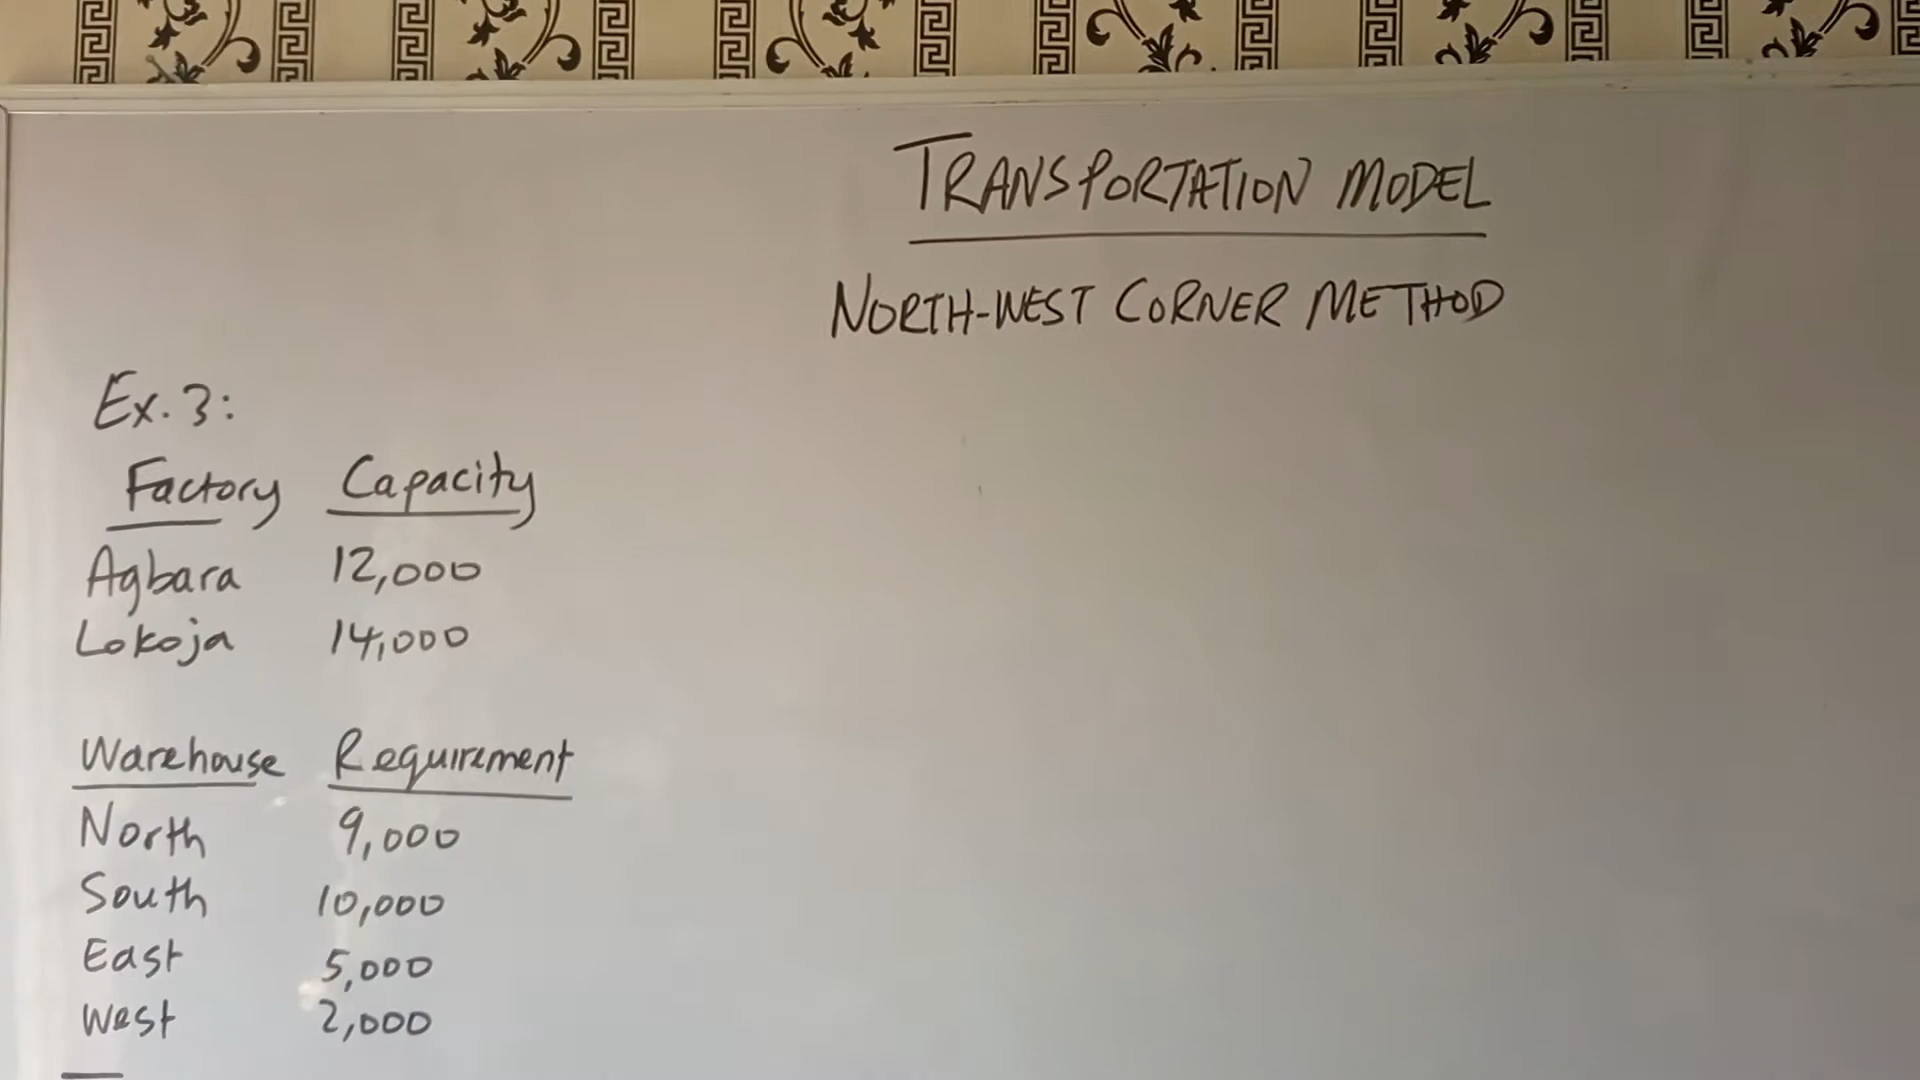 TRANSPORTATION MODEL
NORTH-WEST CORNER METHOD
Ex. 3:
Factory Capacity
Agbara 12,000
Lokoja 14,000
Warehouse Requirement
North 9,000
South 10,000
East 5,000
West 2,000